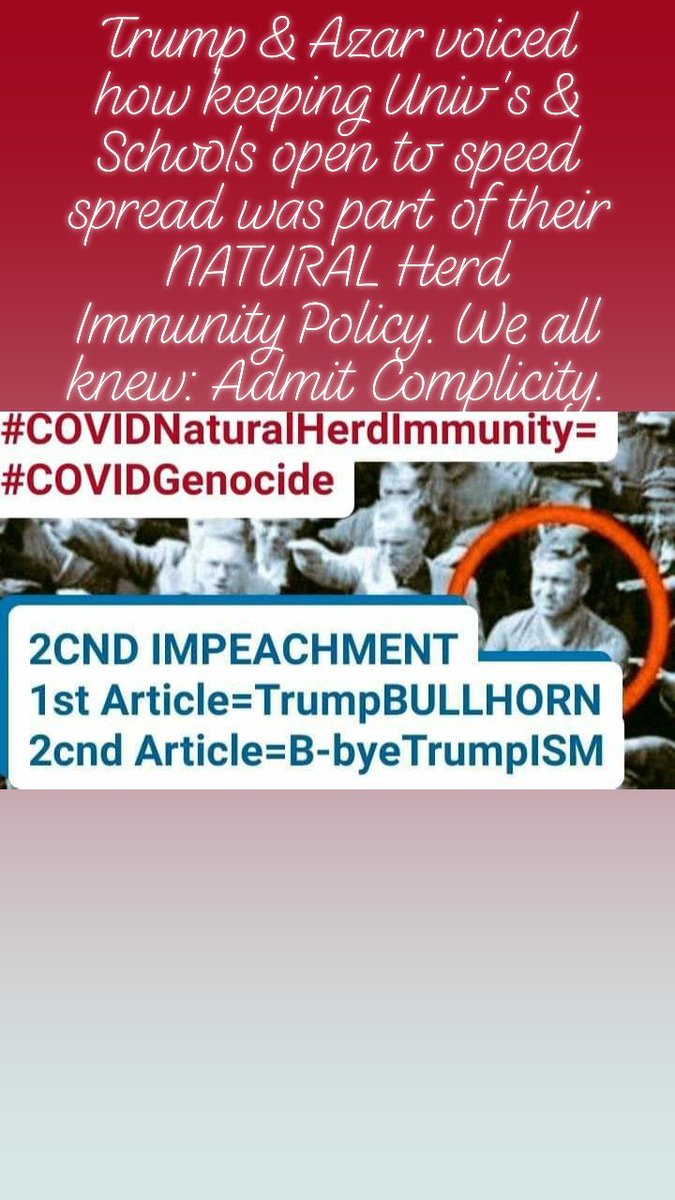 Trump & Azar voiced
how keeping Univ's &
Schools open to speed
spread was part of their
NATURAL Herd
Immunity Policy. We all
knew: Admit Complicity.
#COVIDNaturalHerdImmunity=
#COVIDGenocide
2CND IMPEACHMENT
1st Article=TrumpBULLHORN
2cnd Article=B-byeTrumpISM